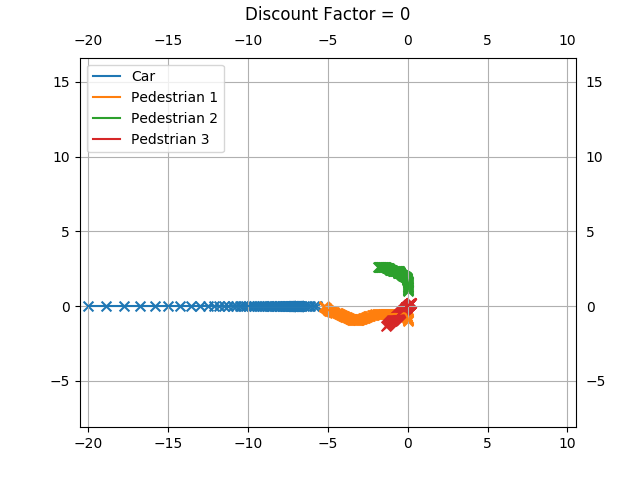 Discount Factor = 0
−20 −15 −10 −5 0 5 10
Car
Pedestrian 1
Pedestrian 2
Pedstrian 3
15 15
10 10
5 5
0 0
−5 −5
−20 −15 −10 −5 0 5 10